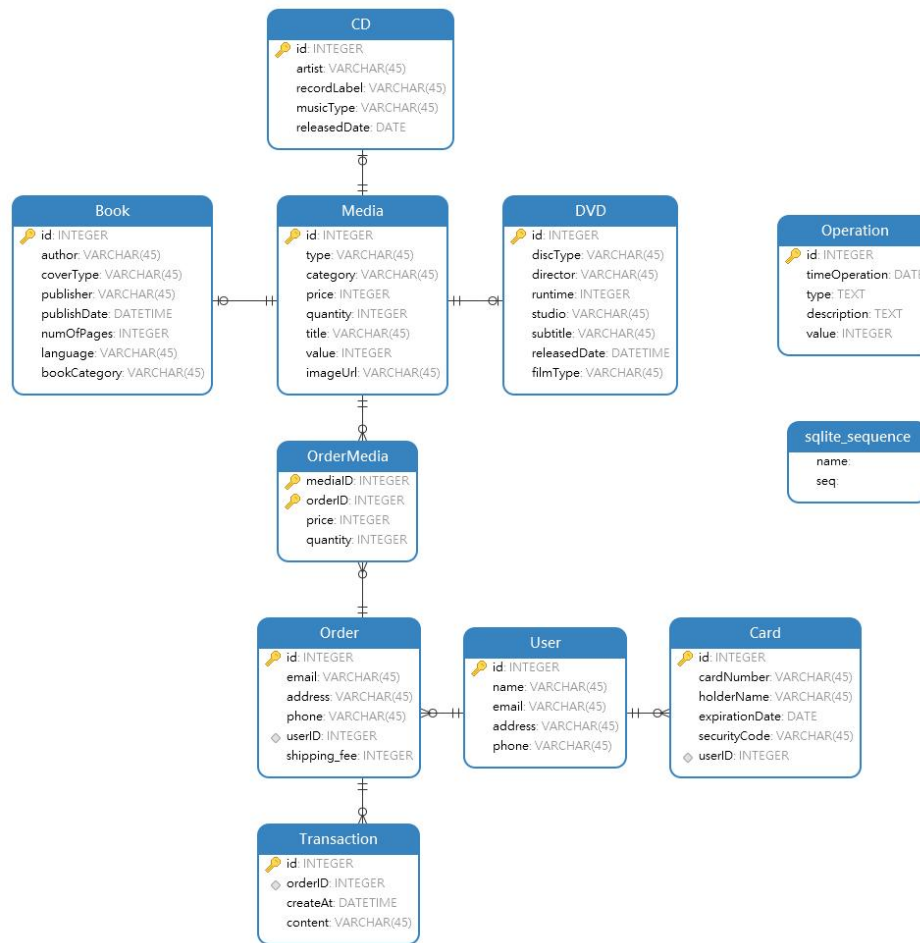 CD
id: INTEGER
artist: VARCHAR(45)
recordLabel: VARCHAR(45)
musicType: VARCHAR(45)
releasedDate: DATE
Book
id: INTEGER
author: VARCHAR(45)
coverType: VARCHAR(45)
publisher: VARCHAR(45)
publishDate: DATETIME
numOfPages: INTEGER
language: VARCHAR(45)
bookCategory: VARCHAR(45)
Media
id: INTEGER
type: VARCHAR(45)
category: VARCHAR(45)
price: INTEGER
quantity: INTEGER
title: VARCHAR(45)
value: INTEGER
imageUrl: VARCHAR(45)
DVD
id: INTEGER
discType: VARCHAR(45)
director: VARCHAR(45)
runtime: INTEGER
studio: VARCHAR(45)
subtitle: VARCHAR(45)
releasedDate: DATETIME
filmType: VARCHAR(45)
Operation
id: INTEGER
timeOperation: DATE
type: TEXT
description: TEXT
value: INTEGER
sqlite_sequence
name:
seq:
OrderMedia
mediaID: INTEGER
orderID: INTEGER
price: INTEGER
quantity: INTEGER
Order
id: INTEGER
email: VARCHAR(45)
address: VARCHAR(45)
phone: VARCHAR(45)
userID: INTEGER
shipping_fee: INTEGER
User
id: INTEGER
name: VARCHAR(45)
email: VARCHAR(45)
address: VARCHAR(45)
phone: VARCHAR(45)
Card
id: INTEGER
cardNumber: VARCHAR(45)
holderName: VARCHAR(45)
expirationDate: DATE
securityCode: VARCHAR(45)
userID: INTEGER
Transaction
id: INTEGER
orderID: INTEGER
createAt: DATETIME
content: VARCHAR(45)